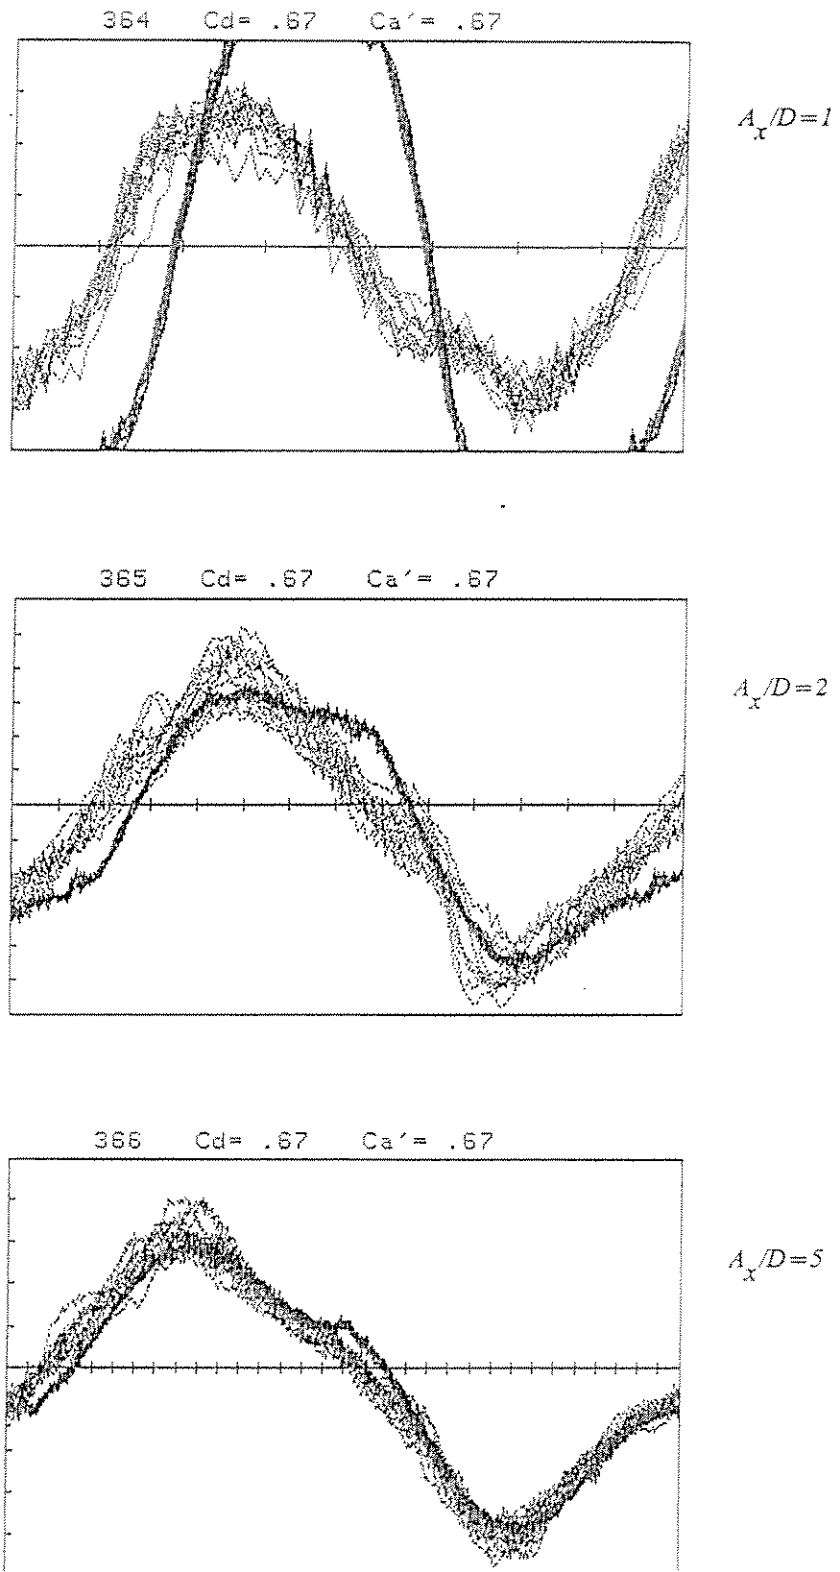 364 Cd= .67 Ca′= .67
A_x/D=1
365 Cd= .67 Ca′= .67
A_x/D=2
366 Cd= .67 Ca′= .67
A_x/D=5